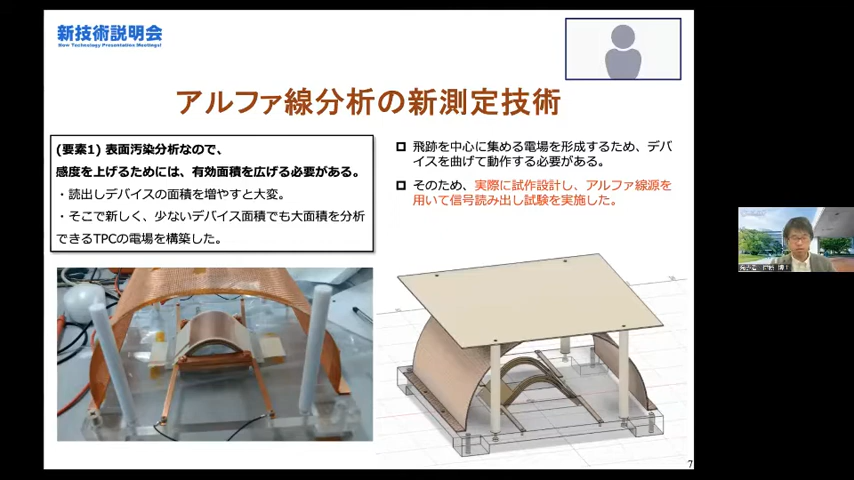 新技術説明会
New Technology Presentation Meetings!
アルファ線分析の新測定技術
(要素1) 表面汚染分析なので、
感度を上げるためには、有効面積を広げる必要がある。
・読出しデバイスの面積を増やすと大変。
・そこで新しく、少ないデバイス面積でも大面積を分析
できるTPCの電場を構築した。
飛跡を中心に集める電場を形成するため、デバ
イスを曲げて動作する必要がある。
そのため、実際に試作設計し、アルファ線源を
用いて信号読み出し試験を実施した。
7